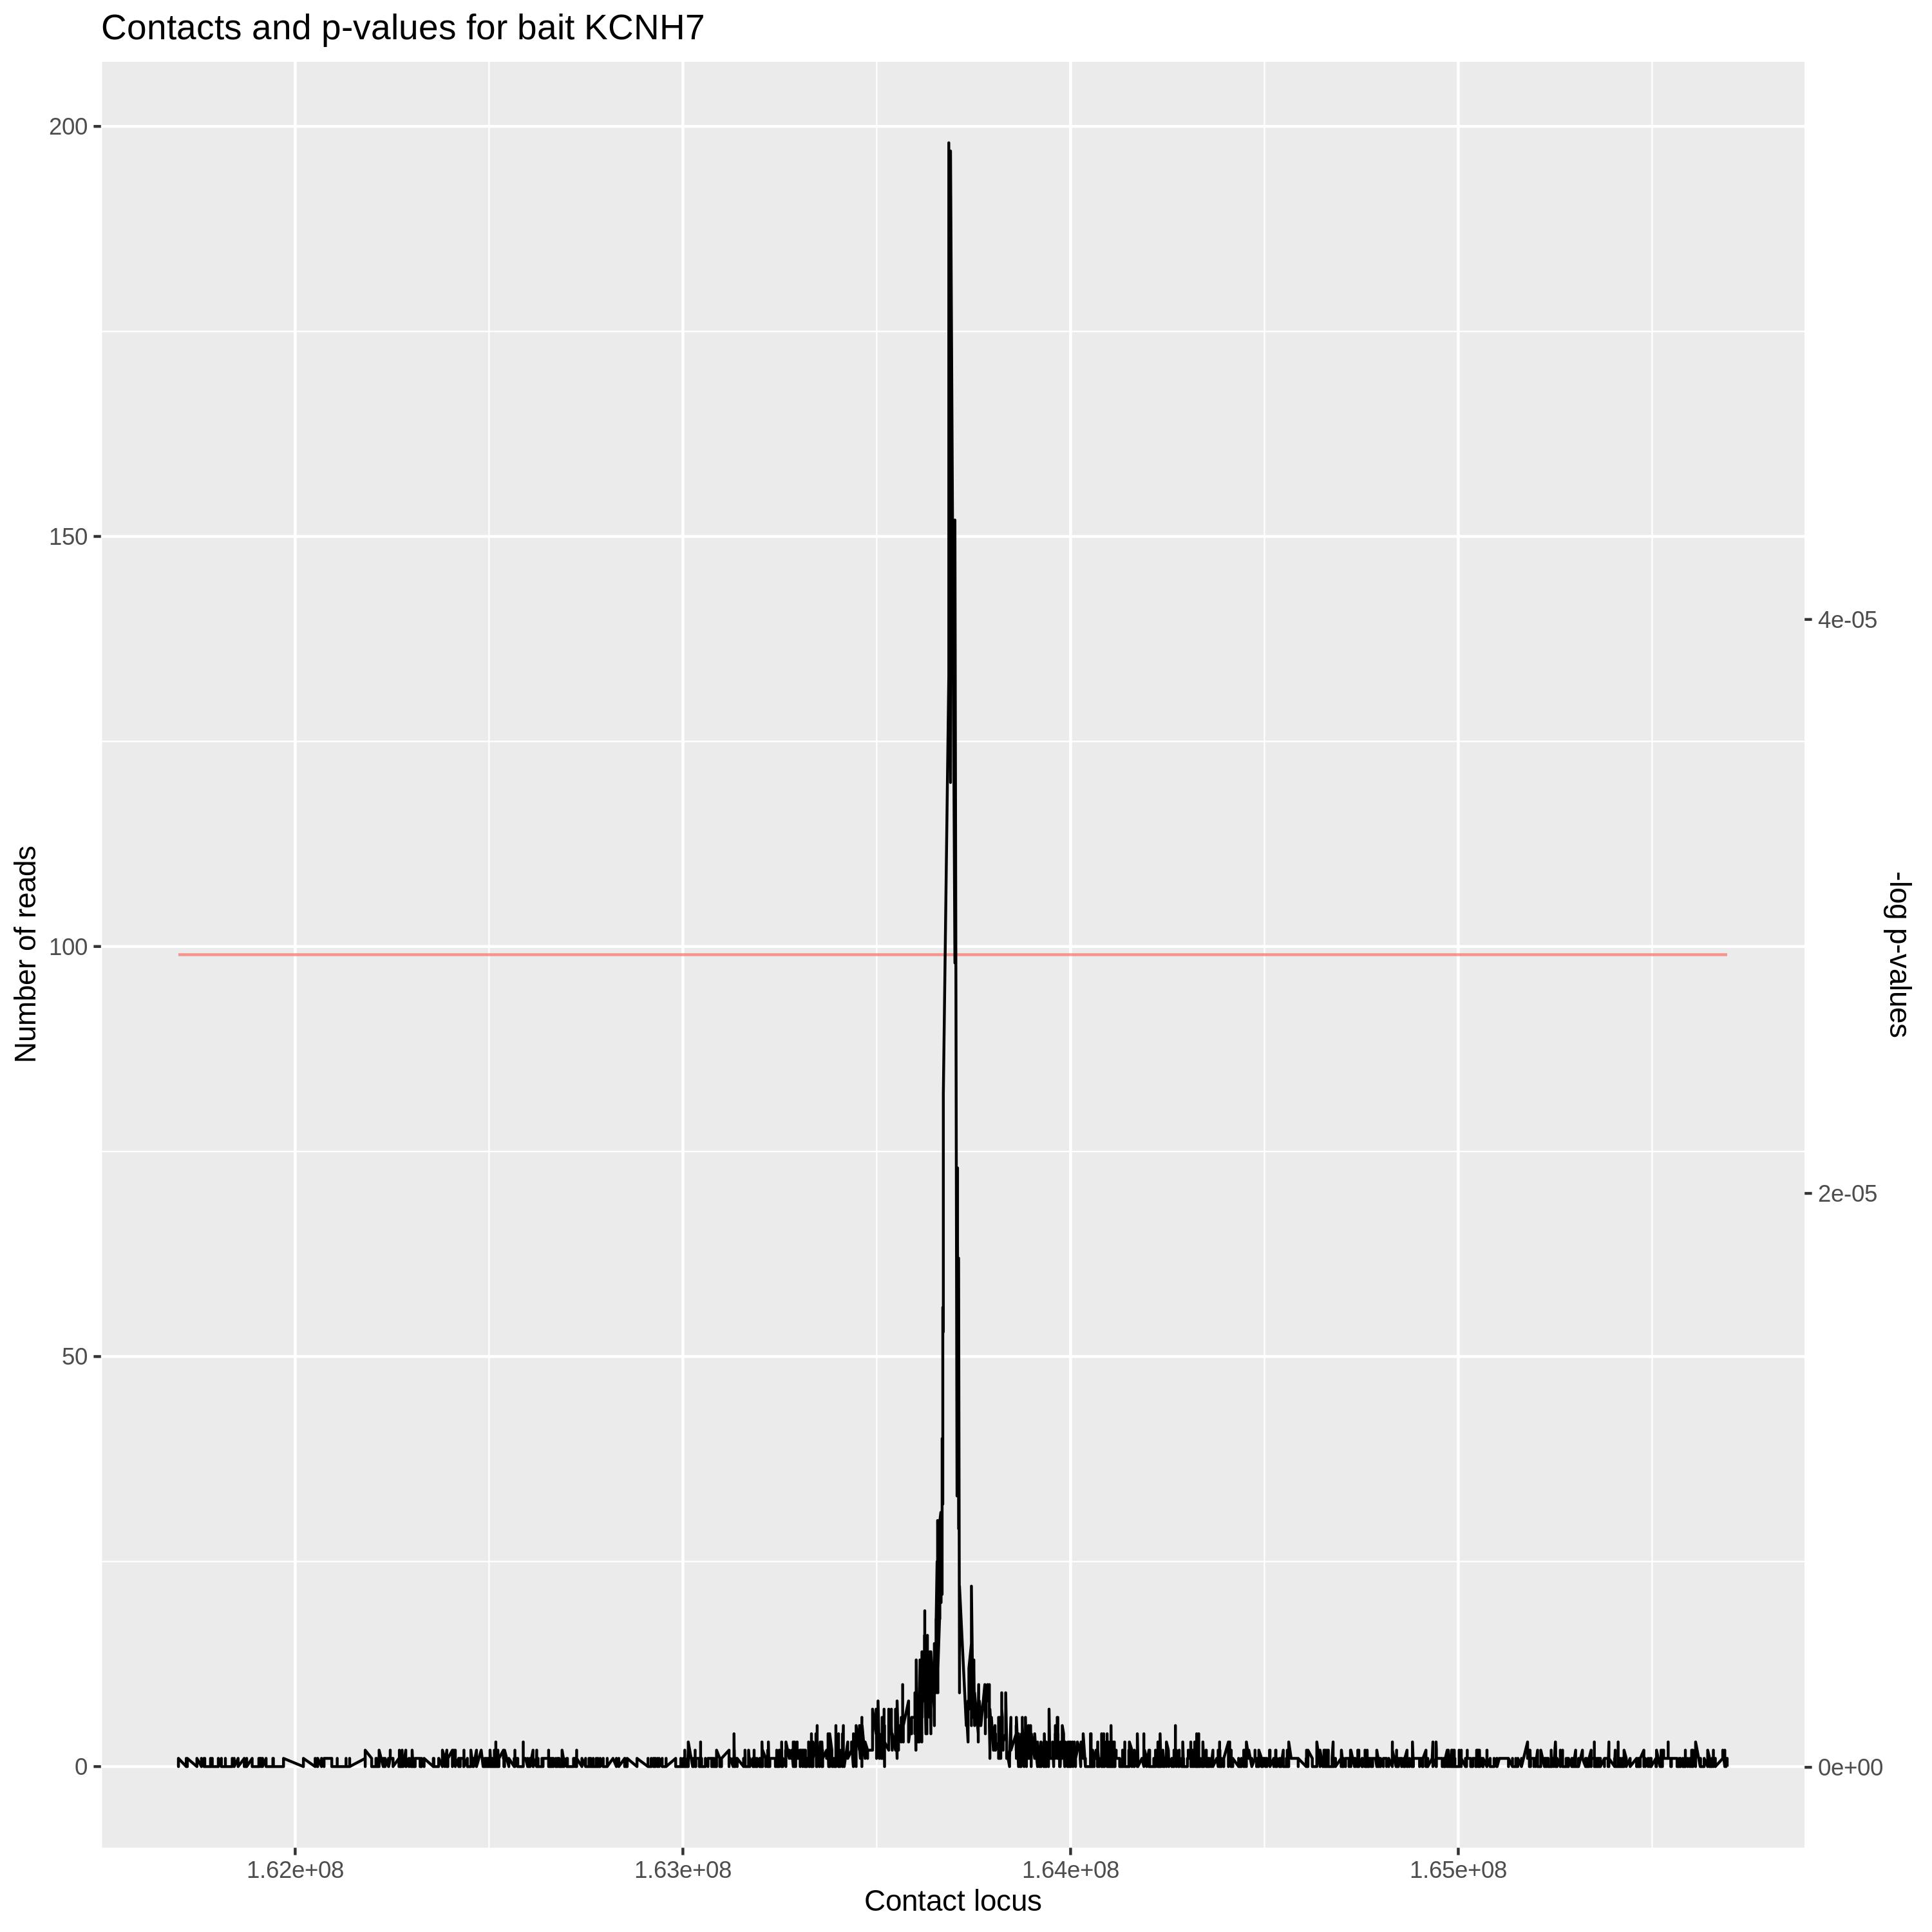 Contacts and p-values for bait KCNH7
200
150
100
50
0
Number of reads
4e-05
2e-05
0e+00
-log p-values
1.62e+08
1.63e+08
1.64e+08
1.65e+08
Contact locus